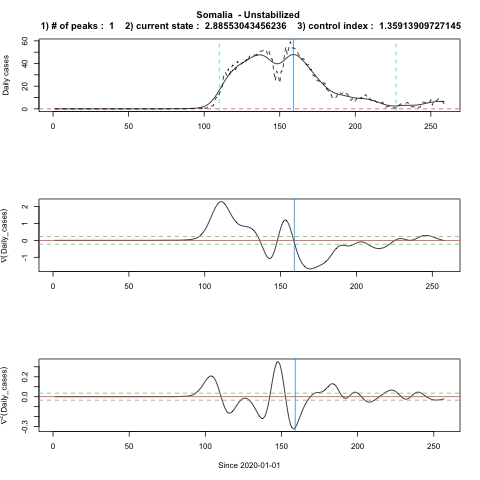 Somalia - Unstabilized
1) # of peaks : 1 2) current state : 2.88553043456236 3) control index : 1.35913909727145
Daily cases
60
40
20
0
0 50 100 150 200 250
∇(Daily_cases)
2
1
0
-1
0 50 100 150 200 250
∇²(Daily_cases)
0.2
0.0
-0.3
0 50 100 150 200 250
Since 2020-01-01